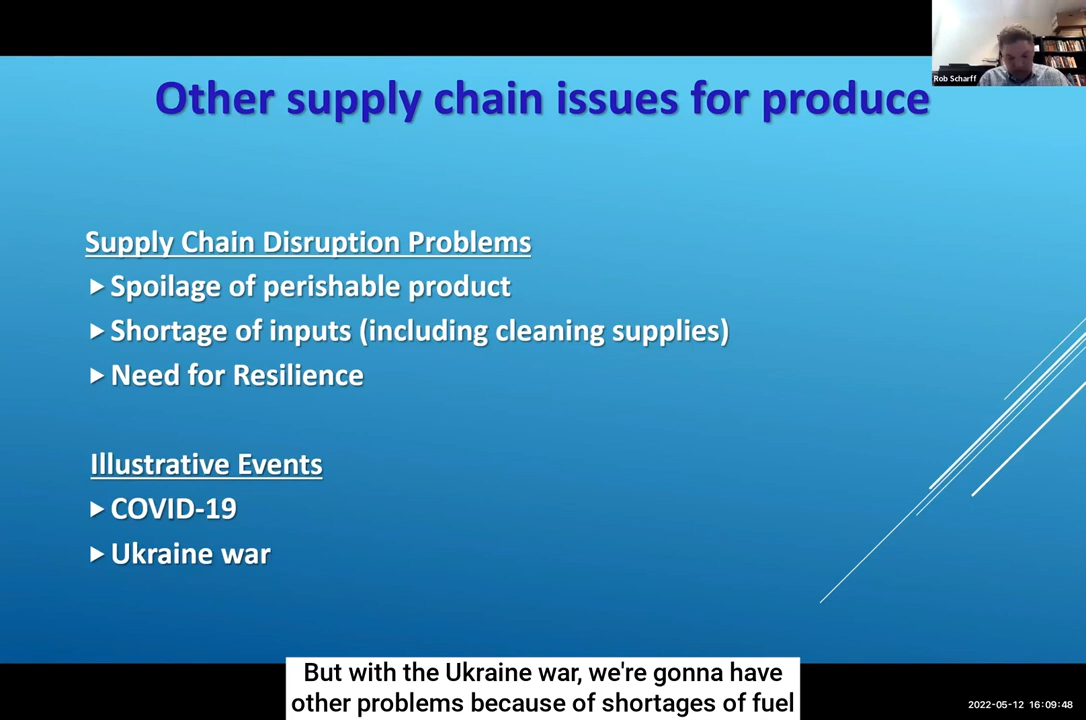 Rob Scharff
Other supply chain issues for produce
Supply Chain Disruption Problems
Spoilage of perishable product
Shortage of inputs (including cleaning supplies)
Need for Resilience
Illustrative Events
COVID-19
Ukraine war
But with the Ukraine war, we're gonna have
other problems because of shortages of fuel
2022-05-12 16:09:48